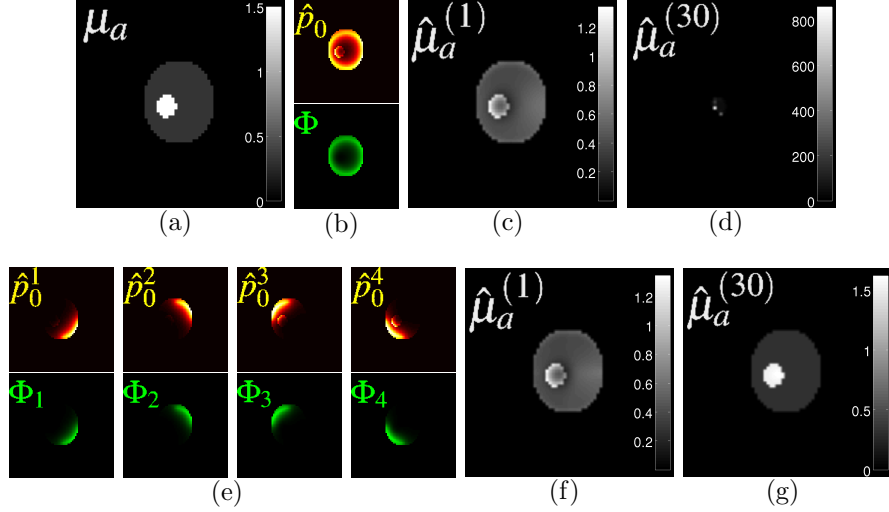 μₐ
1.5
1
0.5
0
p̂₀
Φ
μ̂ₐ⁽¹⁾
1.2
1
0.8
0.6
0.4
0.2
μ̂ₐ⁽³⁰⁾
800
600
400
200
0
(a)
(b)
(c)
(d)
p̂₀¹
p̂₀²
p̂₀³
p̂₀⁴
Φ₁
Φ₂
Φ₃
Φ₄
μ̂ₐ⁽¹⁾
1.2
1
0.8
0.6
0.4
0.2
μ̂ₐ⁽³⁰⁾
1.5
1
0.5
0
(e)
(f)
(g)